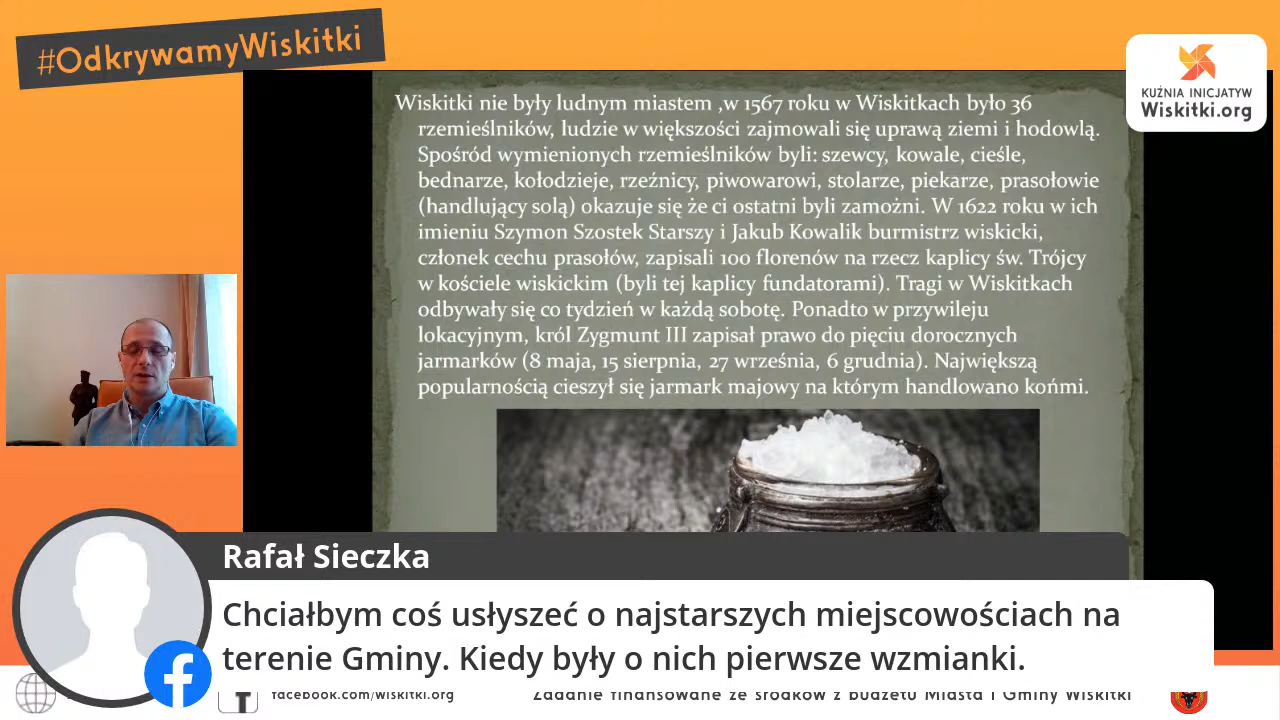 #OdkrywamyWiskitki
KUŹNIA INICJATYW
Wiskitki.org
Wiskitki nie były ludnym miastem ,w 1567 roku w Wiskitkach było 36
rzemieślników, ludzie w większości zajmowali się uprawą ziemi i hodowlą.
Spośród wymienionych rzemieślników byli: szewcy, kowale, cieśle,
bednarze, kołodzieje, rzeźnicy, piwowarowi, stolarze, piekarze, prasołowie
(handlujący solą) okazuje się że ci ostatni byli zamożni. W 1622 roku w ich
imieniu Szymon Szostek Starszy i Jakub Kowalik burmistrz wiskicki,
członek cechu prasołów, zapisali 100 florenów na rzecz kaplicy św. Trójcy
w kościele wiskickim (byli tej kaplicy fundatorami). Tragi w Wiskitkach
odbywały się co tydzień w każdą sobotę. Ponadto w przywileju
lokacyjnym, król Zygmunt III zapisał prawo do pięciu dorocznych
jarmarków (8 maja, 15 sierpnia, 27 września, 6 grudnia). Największą
popularnością cieszył się jarmark majowy na którym handlowano końmi.
Rafał Sieczka
Chciałbym coś usłyszeć o najstarszych miejscowościach na
terenie Gminy. Kiedy były o nich pierwsze wzmianki.
facebook.com/wiskitki.org
Zadanie finansowane ze środków z budżetu Miasta i Gminy Wiskitki